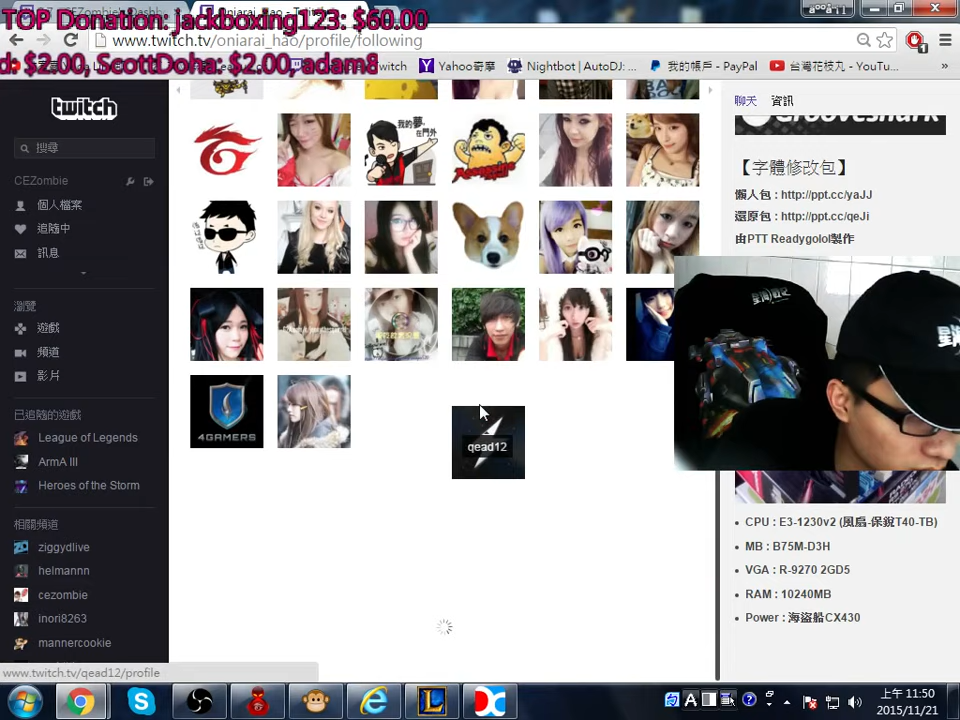 TOP Donation: jackboxing123: $60.00
www.twitch.tv/oniarai_hao/profile/following
d: $2.00, ScottDoha: $2.00, adam8
Yahoo奇摩
Nightbot | AutoDJ: ...
我的帳戶 - PayPal
台灣花枝丸 - YouTu...
»
twitch
搜尋
CEZombie
個人檔案
追隨中
訊息
瀏覽
遊戲
頻道
影片
已追隨的遊戲
League of Legends
ArmA III
Heroes of the Storm
相關頻道
ziggydlive
helmannn
cezombie
inori8263
mannercookie
我的夢,在門外
4GAMERS
qead12
聊天 資訊
Grooveshark
【字體修改包】
懶人包 : http://ppt.cc/yaJJ
還原包 : http://ppt.cc/qeJi
由PTT Readygolol製作
CPU : E3-1230v2 (風扇-保銳T40-TB)
MB : B75M-D3H
VGA : R-9270 2GD5
RAM : 10240MB
Power : 海盜船CX430
www.twitch.tv/qead12/profile
A
上午 11:50
2015/11/21